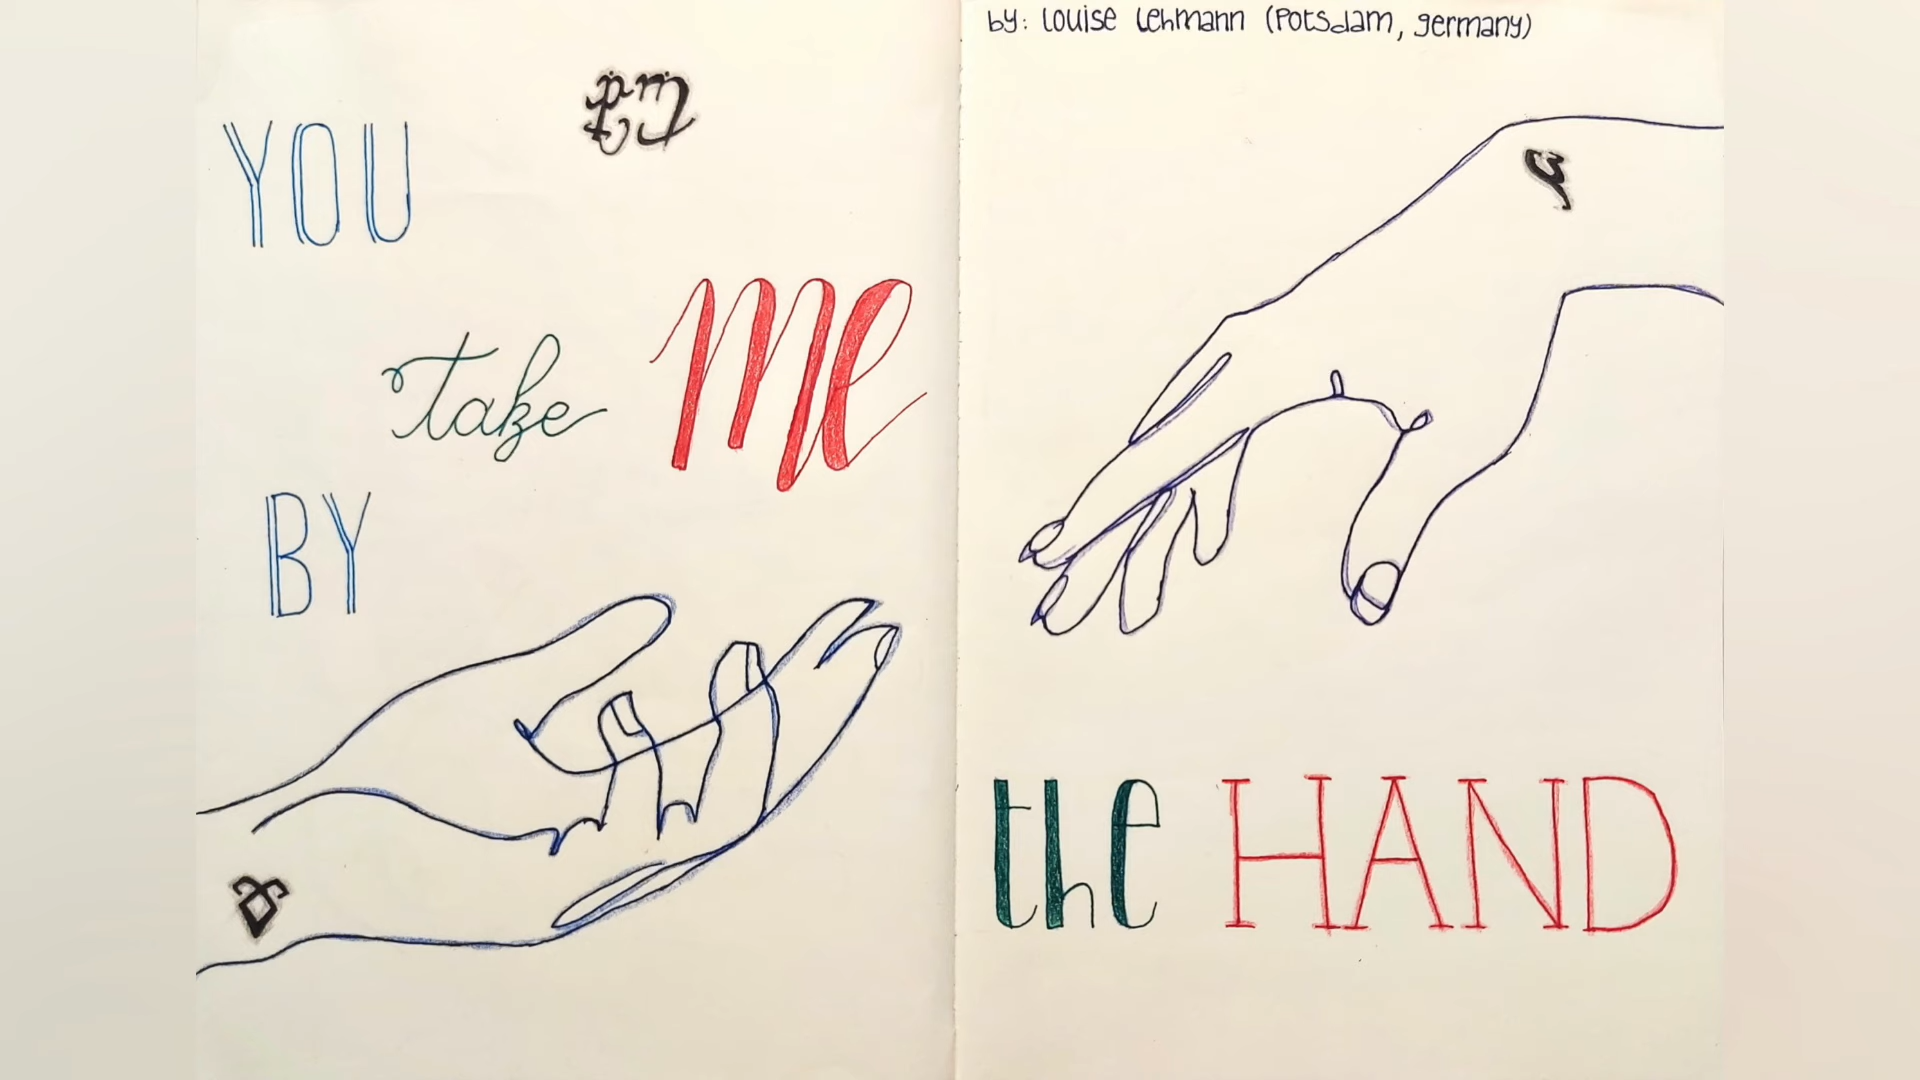 by: Louise Lehmann (Potsdam, germany)
YOU
take me
BY
the HAND